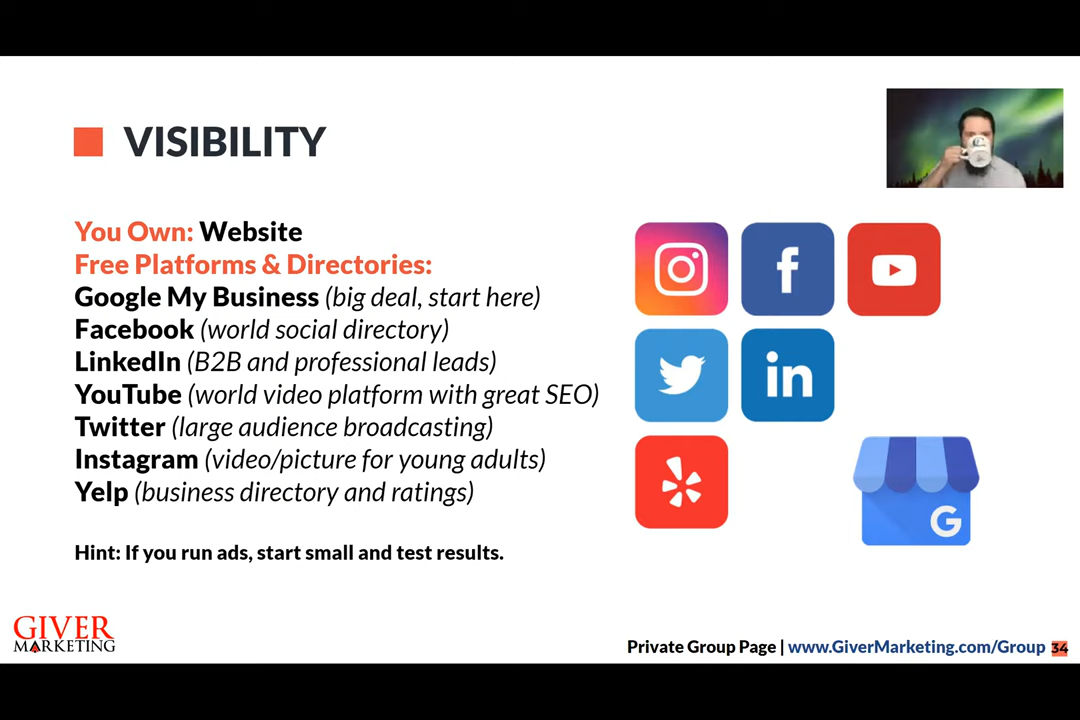 VISIBILITY
You Own: Website
Free Platforms & Directories:
Google My Business (big deal, start here)
Facebook (world social directory)
LinkedIn (B2B and professional leads)
YouTube (world video platform with great SEO)
Twitter (large audience broadcasting)
Instagram (video/picture for young adults)
Yelp (business directory and ratings)
Hint: If you run ads, start small and test results.
f
in
G
GIVER
MARKETING
Private Group Page | www.GiverMarketing.com/Group 34